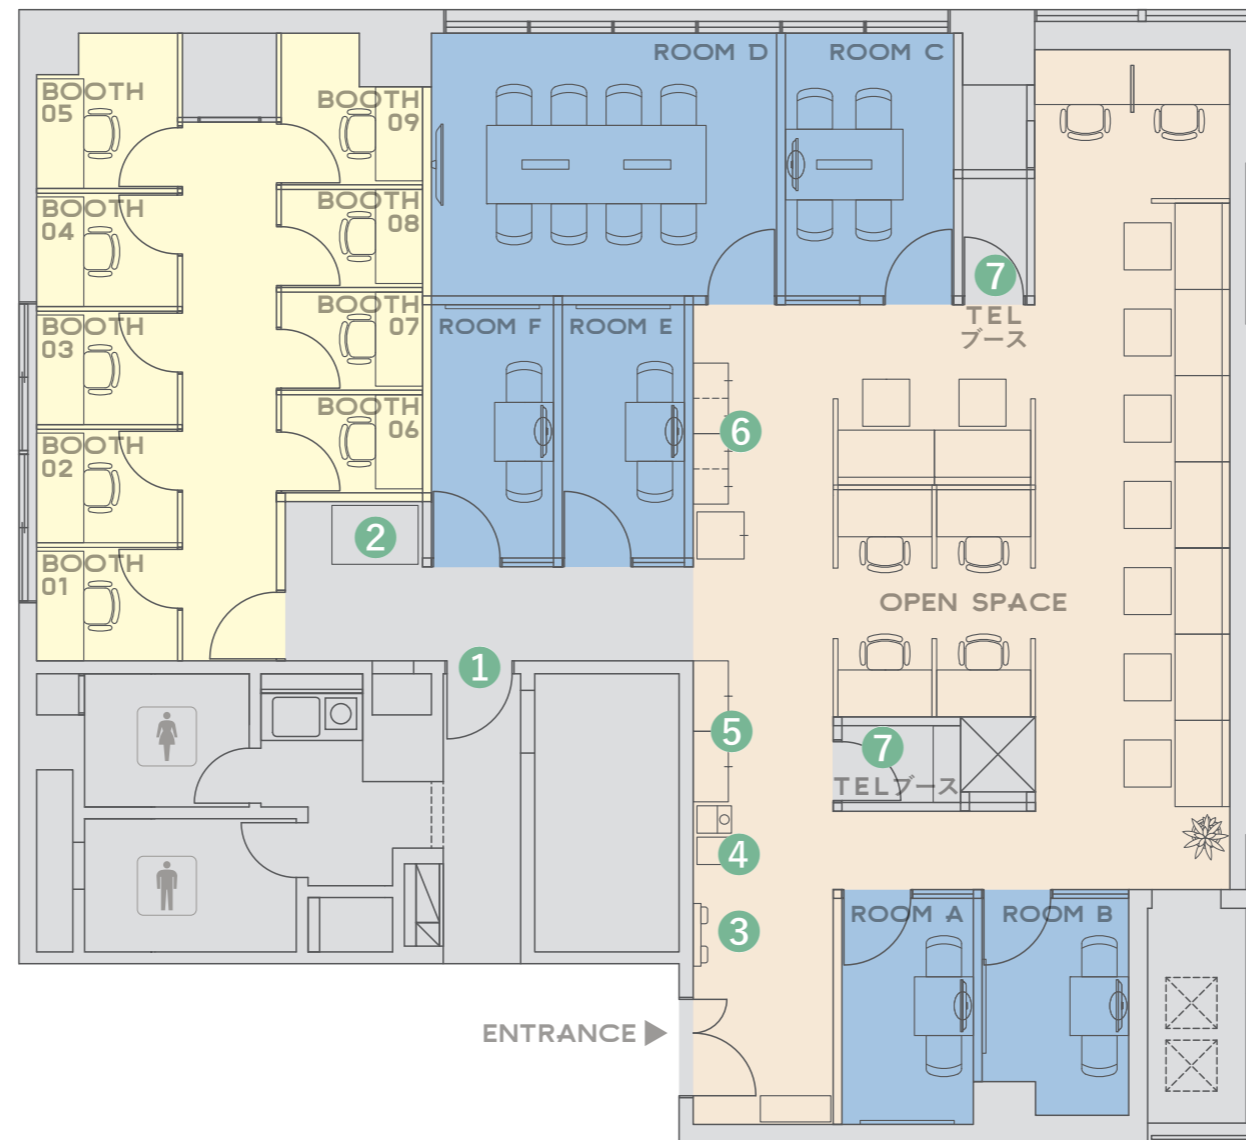 ROOM D
ROOM C
BOOTH
05
BOOTH
09
BOOTH
04
BOOTH
08
7
TEL
ブース
BOOTH
03
BOOTH
07
ROOM F
ROOM E
BOOTH
02
BOOTH
06
6
2
BOOTH
01
OPEN SPACE
1
5
7
TELブース
4
3
ROOM A
ROOM B
ENTRANCE